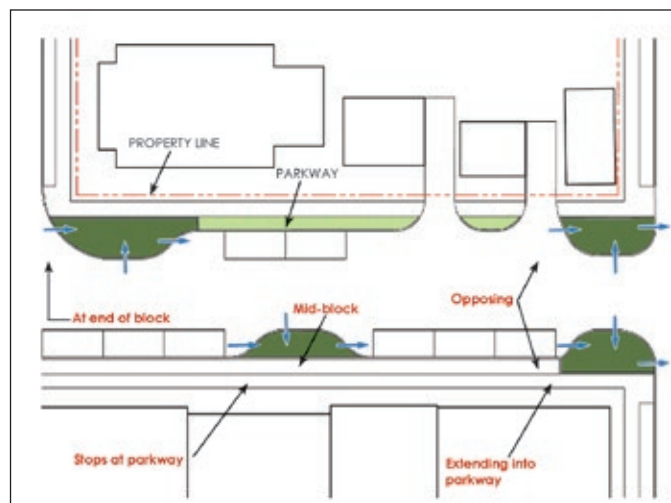 PROPERTY LINE
PARKWAY
At end of block
Mid-block
Opposing
Stops at parkway
Extending into
parkway